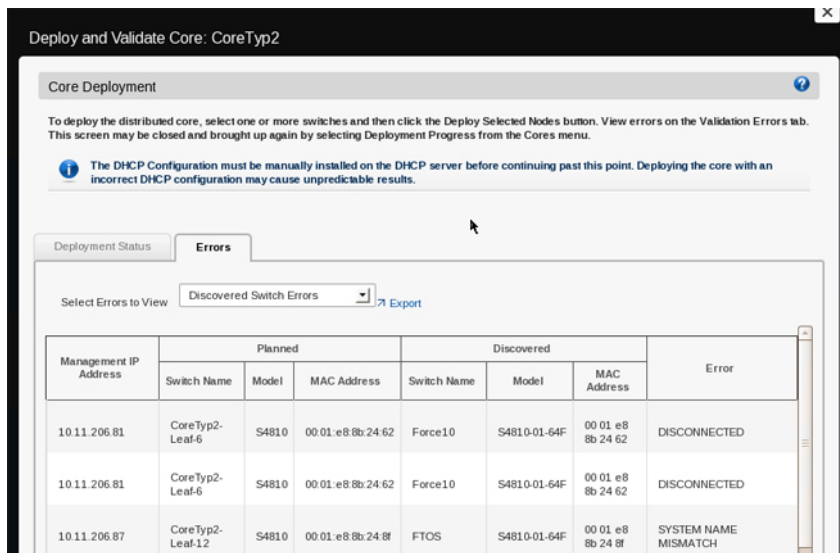 Deploy and Validate Core: CoreTyp2
Core Deployment
To deploy the distributed core, select one or more switches and then click the Deploy Selected Nodes button. View errors on the Validation Errors tab.
This screen may be closed and brought up again by selecting Deployment Progress from the Cores menu.
The DHCP Configuration must be manually installed on the DHCP server before continuing past this point. Deploying the core with an
incorrect DHCP configuration may cause unpredictable results.
Deployment Status Errors
Select Errors to View Discovered Switch Errors Export
Management IP Address Planned Discovered Error
Switch Name Model MAC Address Switch Name Model MAC Address
10.11.206.81 CoreTyp2-Leaf-6 S4810 00:01:e8:8b:24:62 Force10 S4810-01-64F 00 01 e8 8b 24 62 DISCONNECTED
10.11.206.81 CoreTyp2-Leaf-6 S4810 00:01:e8:8b:24:62 Force10 S4810-01-64F 00 01 e8 8b 24 62 DISCONNECTED
10.11.206.87 CoreTyp2-Leaf-12 S4810 00:01:e8:8b:24:8f FTOS S4810-01-64F 00 01 e8 8b 24 8f SYSTEM NAME MISMATCH